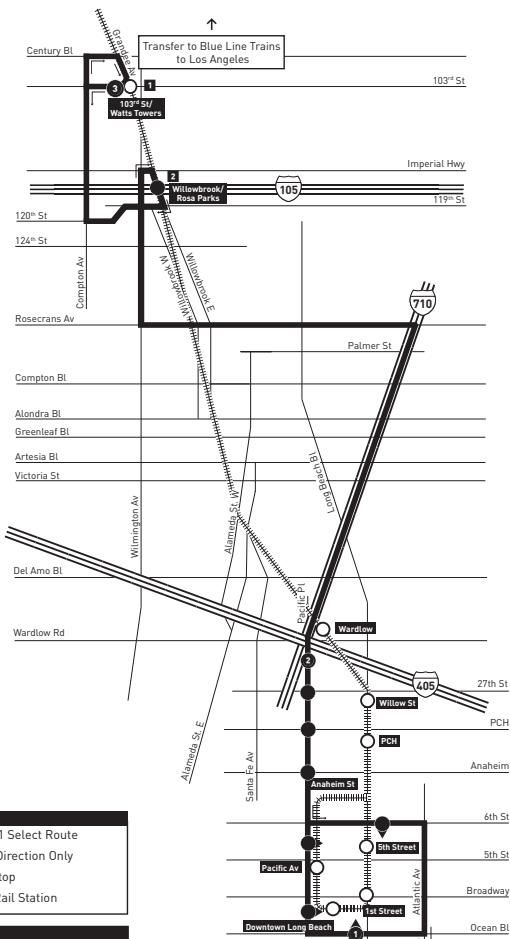 Grandee Av
Transfer to Blue Line Trains
to Los Angeles
Century Bl
103rd St
3
1
103rd St/
Watts Towers
Imperial Hwy
2
Willowbrook/
Rosa Parks
105
119th St
120th St
124th St
Compton Av
Willowbrook W
Willowbrook E
710
Rosecrans Av
Palmer St
Compton Bl
Alondra Bl
Greenleaf Bl
Artesia Bl
Victoria St
Long Beach Bl
Wilmington Av
Alameda St. W
Del Amo Bl
Pacific Pl
Wardlow
Wardlow Rd
2
405
27th St
Willow St
PCH
PCH
Alameda St. E
Santa Fe Av
Anaheim
Anaheim St
1 Select Route
Direction Only
top
Rail Station
6th St
5th Street
5th St
Pacific Av
Atlantic Av
Broadway
1st Street
Downtown Long Beach
1
Ocean Bl